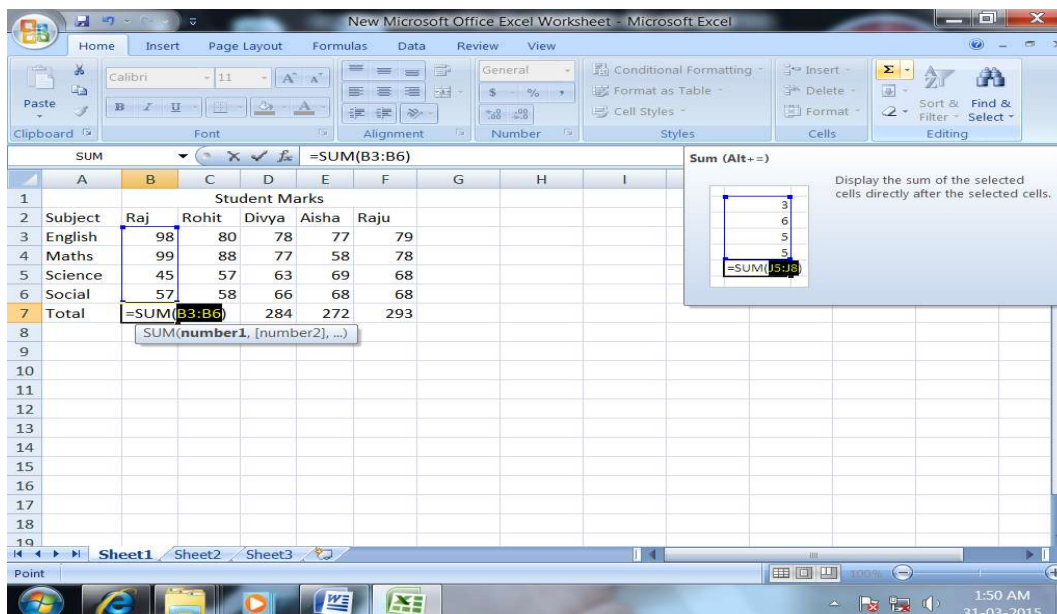 New Microsoft Office Excel Worksheet - Microsoft Excel
Home Insert Page Layout Formulas Data Review View
Paste
Calibri 11 A A
B I U A
General
$ % ,
Conditional Formatting
Format as Table
Cell Styles
Insert
Delete
Format
Σ
Sort & Filter
Find & Select
Clipboard Font Alignment Number Styles Cells Editing
SUM fx =SUM(B3:B6)
Sum (Alt+=)
Display the sum of the selected
cells directly after the selected cells.
3
6
5
5
=SUM(J5:J8)
A B C D E F G H I
1 Student Marks
2 Subject Raj Rohit Divya Aisha Raju
3 English 98 80 78 77 79
4 Maths 99 88 77 58 78
5 Science 45 57 63 69 68
6 Social 57 58 66 68 68
7 Total =SUM(B3:B6) 284 272 293
8 SUM(number1, [number2], ...)
9
10
11
12
13
14
15
16
17
18
19
Sheet1 Sheet2 Sheet3
Point 100%
1:50 AM
31-03-2015